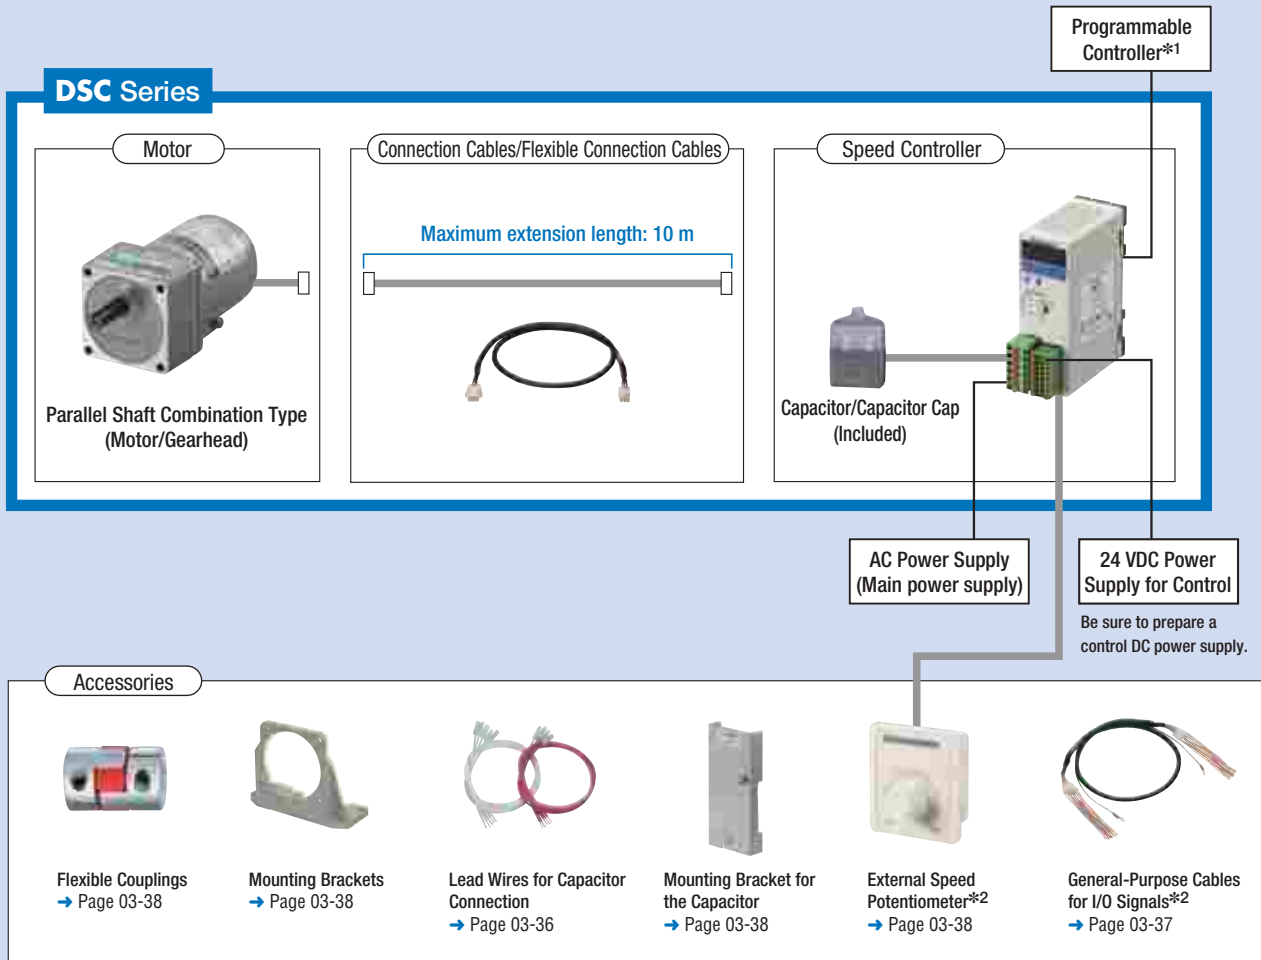 Programmable
Controller*1
DSC Series
Motor
Connection Cables/Flexible Connection Cables
Speed Controller
Maximum extension length: 10 m
Parallel Shaft Combination Type
(Motor/Gearhead)
Capacitor/Capacitor Cap
(Included)
AC Power Supply
(Main power supply)
24 VDC Power
Supply for Control
Be sure to prepare a
control DC power supply.
Accessories
Flexible Couplings
→ Page 03-38
Mounting Brackets
→ Page 03-38
Lead Wires for Capacitor
Connection
→ Page 03-36
Mounting Bracket for
the Capacitor
→ Page 03-38
External Speed
Potentiometer*2
→ Page 03-38
General-Purpose Cables
for I/O Signals*2
→ Page 03-37